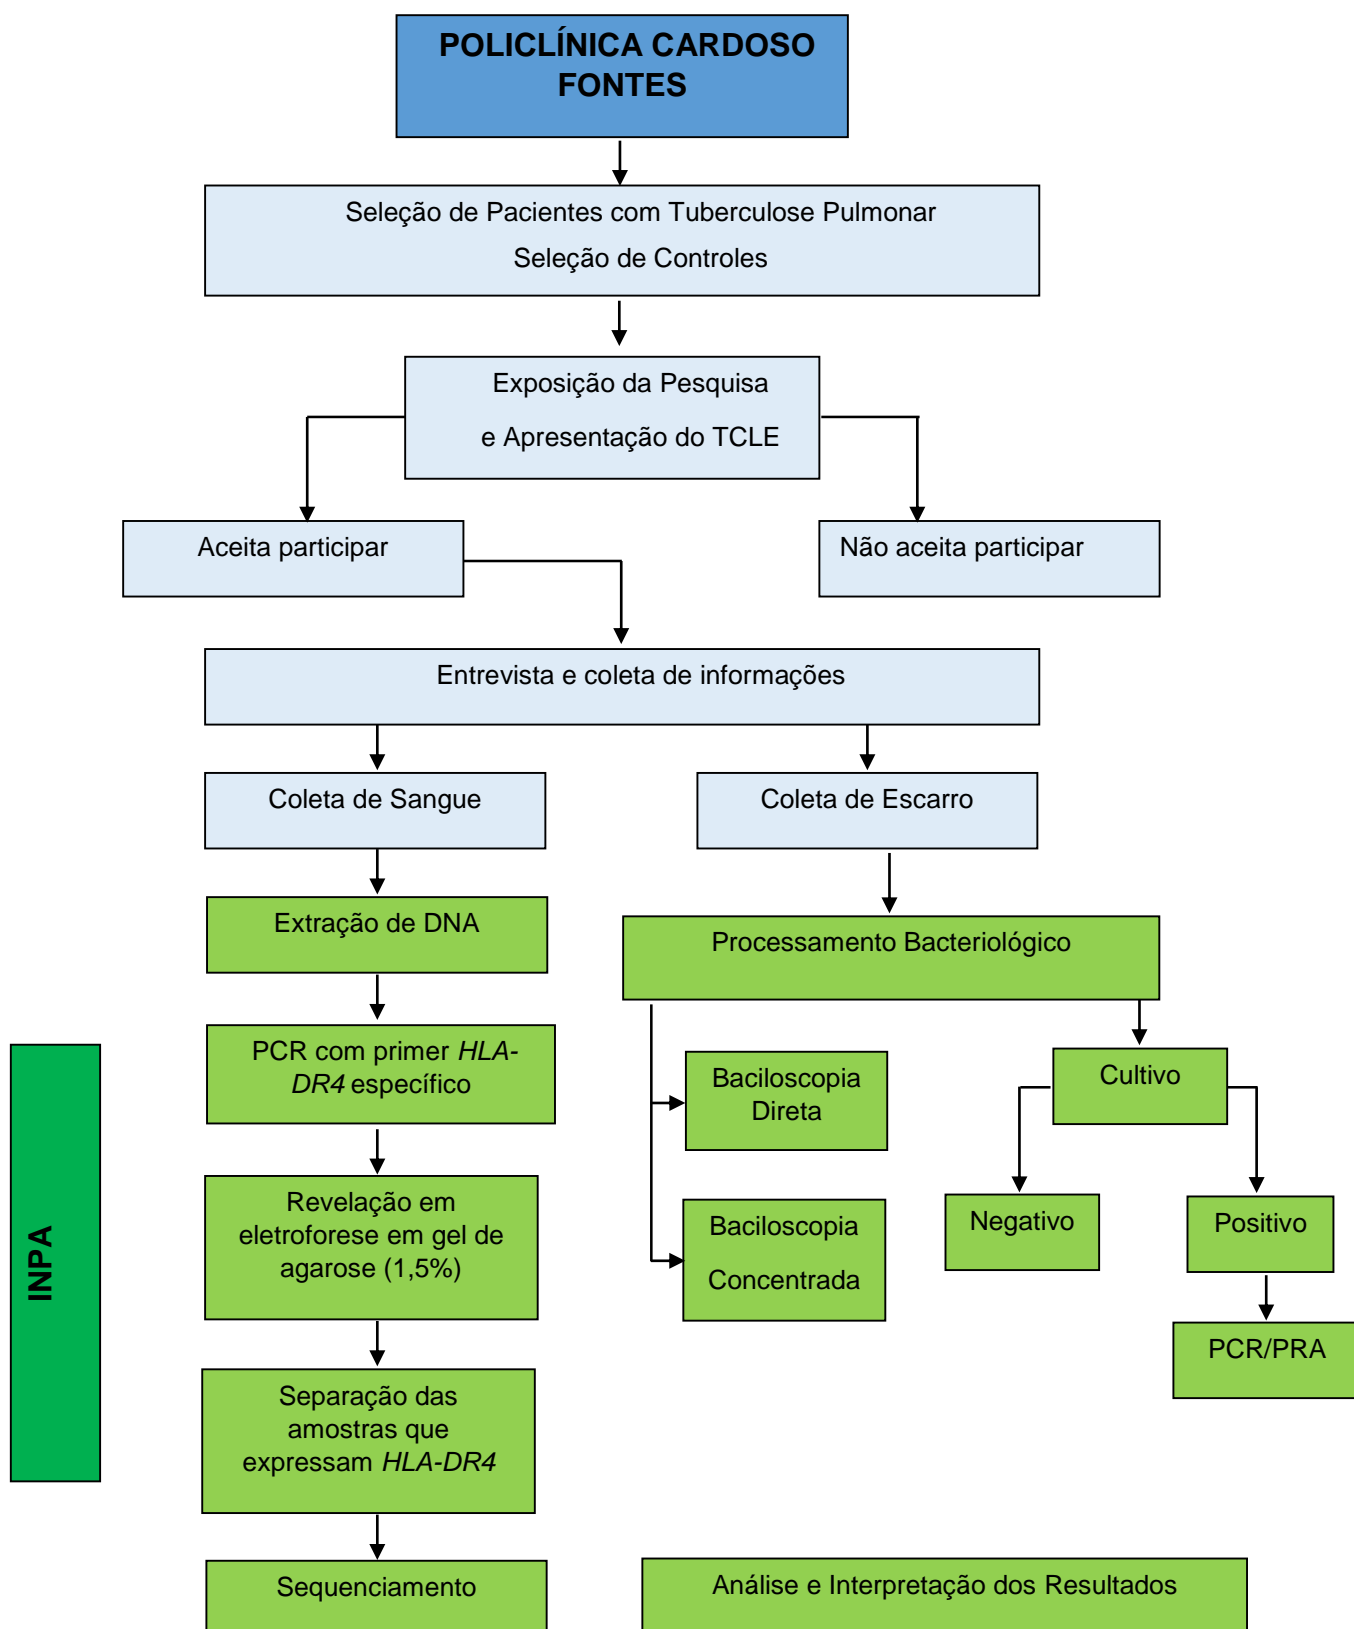 POLICLÍNICA CARDOSO
FONTES
Seleção de Pacientes com Tuberculose Pulmonar
Seleção de Controles
Exposição da Pesquisa
e Apresentação do TCLE
Aceita participar
Não aceita participar
Entrevista e coleta de informações
Coleta de Sangue
Coleta de Escarro
Extração de DNA
Processamento Bacteriológico
PCR com primer HLA-
DR4 específico
Baciloscopia
Direta
Cultivo
Revelação em
eletroforese em gel de
agarose (1,5%)
Baciloscopia
Concentrada
Negativo
Positivo
PCR/PRA
INPA
Separação das
amostras que
expressam HLA-DR4
Sequenciamento
Análise e Interpretação dos Resultados